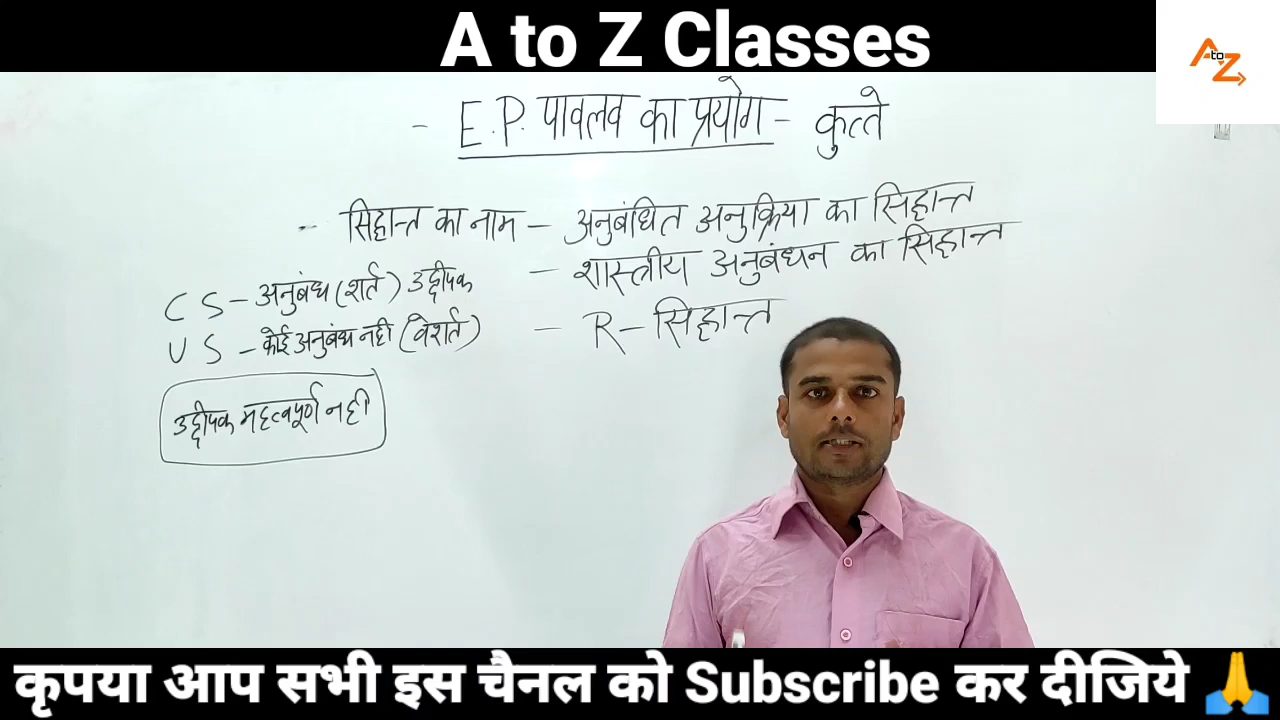 A to Z Classes
A to Z
- E.P. पावलव का प्रयोग - कुत्ते
- सिद्धान्त का नाम - अनुबंधित अनुक्रिया का सिद्धान्त
- शास्त्रीय अनुबंधन का सिद्धान्त
C S - अनुबंध (शर्त) उद्दीपक
- R - सिद्धान्त
U S - कोई अनुबंध नही (बेशर्त)
उद्दीपक महत्वपूर्ण नही
कृपया आप सभी इस चैनल को Subscribe कर दीजिये 🙏